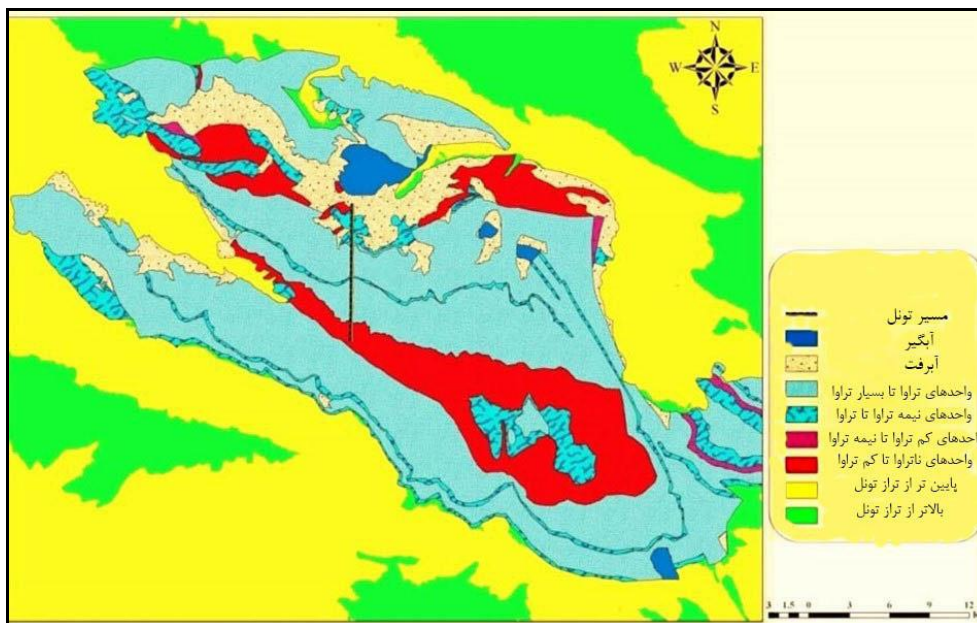 N
W E
S
مسیر تونل
آبگیر
آبرفت
واحدهای تراوا تا بسیار تراوا
واحدهای نیمه تراوا تا تراوا
واحدهای کم تراوا تا نیمه تراوا
واحدهای ناتراوا تا کم تراوا
پایین تر از تراز تونل
بالاتر از تراز تونل
3 1.5 0 3 6 9 12